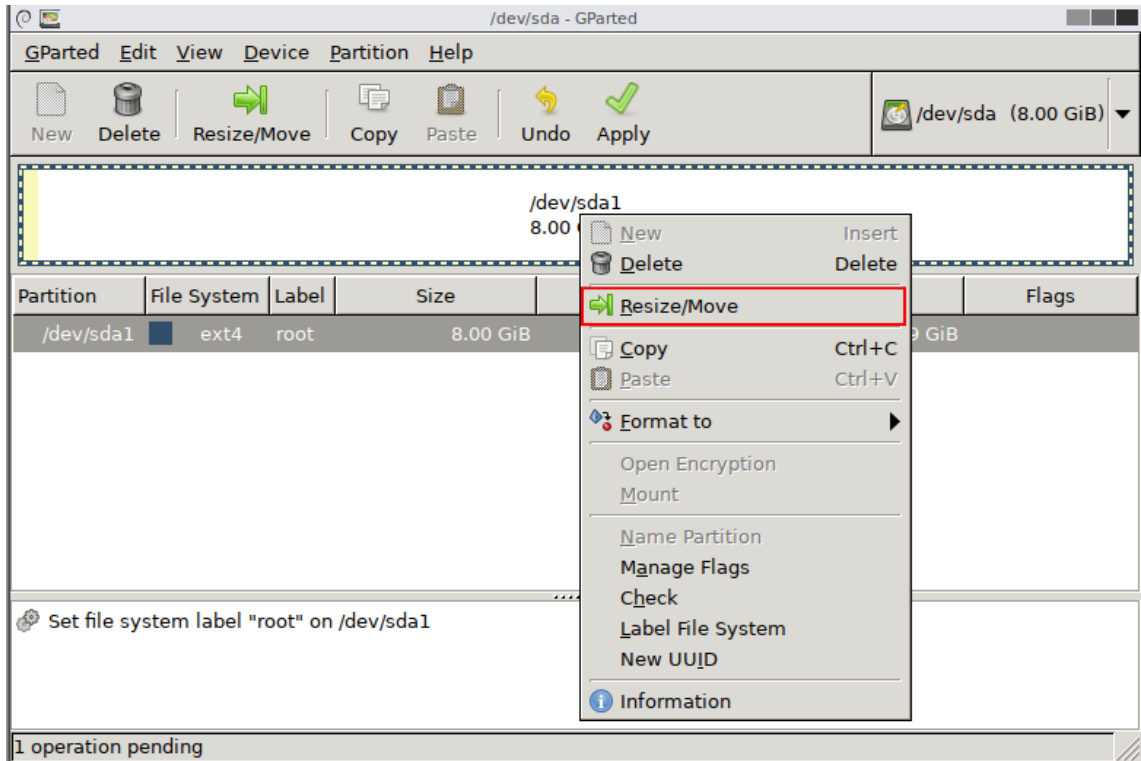 /dev/sda - GParted
GParted Edit View Device Partition Help
New Delete Resize/Move Copy Paste Undo Apply /dev/sda (8.00 GiB)
/dev/sda1
8.00
Partition File System Label Size Flags
/dev/sda1 ext4 root 8.00 GiB GiB
New Insert
Delete Delete
Resize/Move
Copy Ctrl+C
Paste Ctrl+V
Format to
Open Encryption
Mount
Name Partition
Manage Flags
Check
Label File System
New UUID
Information
Set file system label "root" on /dev/sda1
1 operation pending